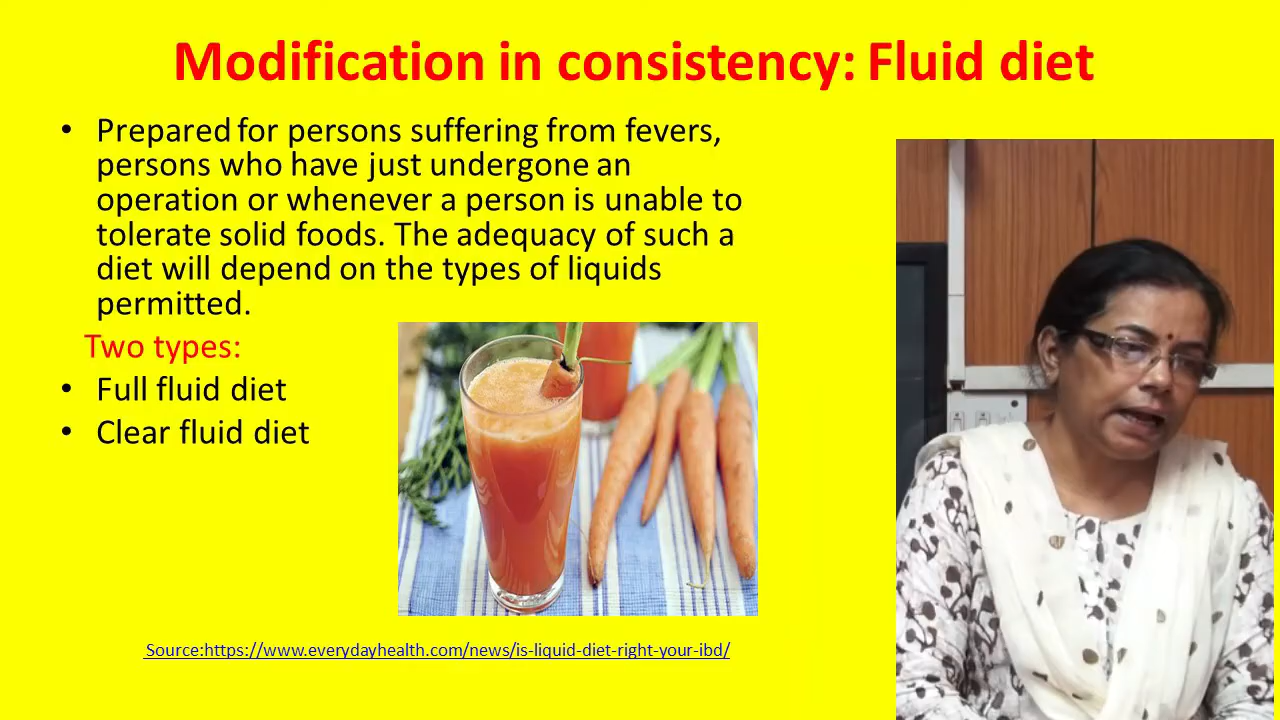 Modification in consistency: Fluid diet
• Prepared for persons suffering from fevers,
persons who have just undergone an
operation or whenever a person is unable to
tolerate solid foods. The adequacy of such a
diet will depend on the types of liquids
permitted.
Two types:
• Full fluid diet
• Clear fluid diet
Source:https://www.everydayhealth.com/news/is-liquid-diet-right-your-ibd/